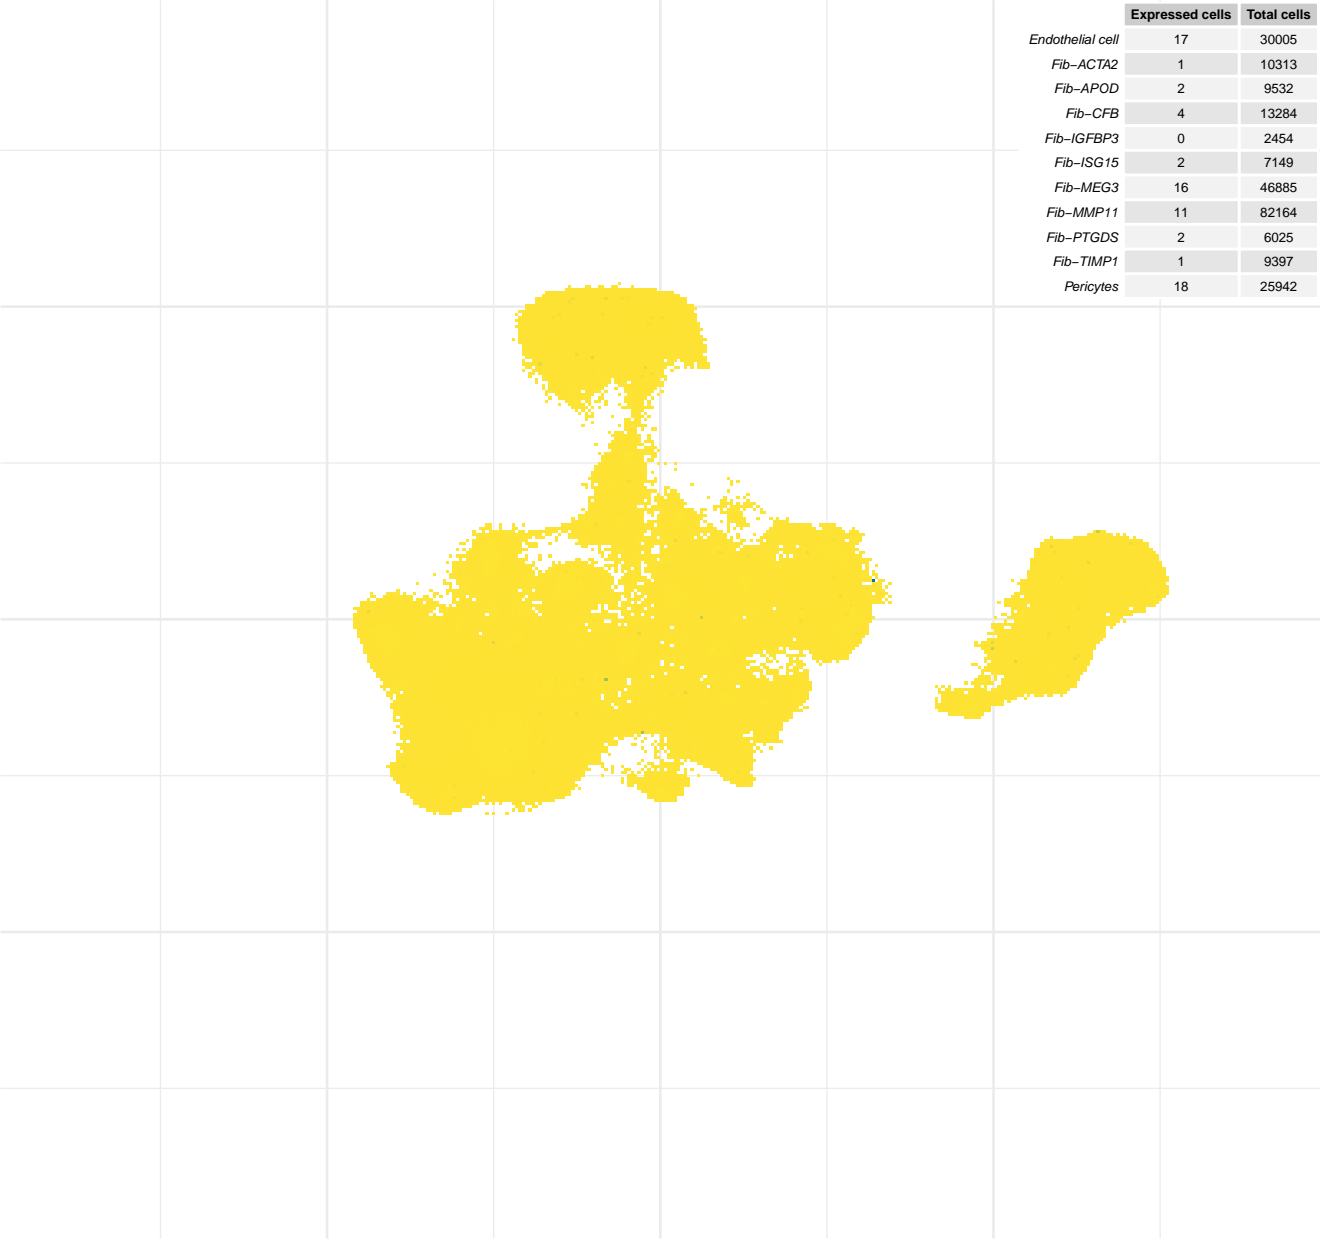 Expressed cells Total cells
Endothelial cell 17 30005
Fib−ACTA2 1 10313
Fib−APOD 2 9532
Fib−CFB 4 13284
Fib−IGFBP3 0 2454
Fib−ISG15 2 7149
Fib−MEG3 16 46885
Fib−MMP11 11 82164
Fib−PTGDS 2 6025
Fib−TIMP1 1 9397
Pericytes 18 25942